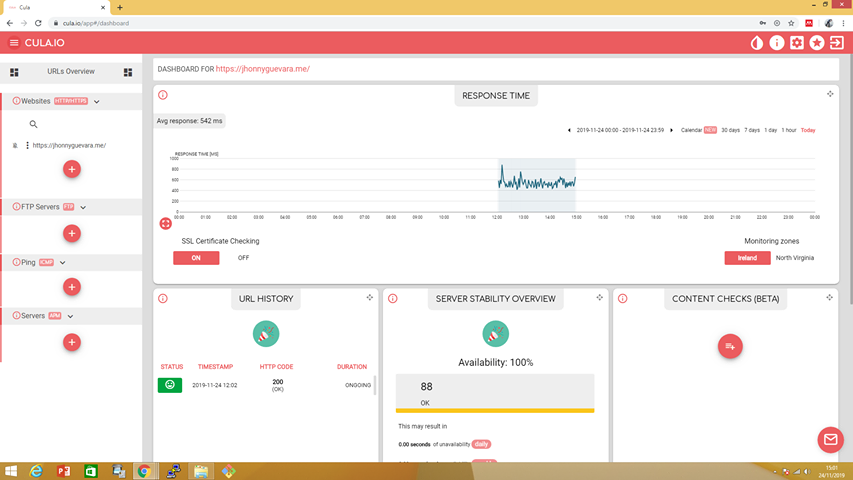 Cula
cula.io/app#/dashboard
CULA.IO
URLs Overview
DASHBOARD FOR https://jhonnyguevara.me/
Websites HTTP/HTTPS
https://jhonnyguevara.me/
FTP Servers FTP
Ping ICMP
Servers APM
RESPONSE TIME
Avg response: 542 ms
2019-11-24 00:00 - 2019-11-24 23:59 Calendar NEW 30 days 7 days 1 day 1 hour Today
RESPONSE TIME [MS]
1000
800
600
400
200
0
00:00 01:00 02:00 03:00 04:00 05:00 06:00 07:00 08:00 09:00 10:00 11:00 12:00 13:00 14:00 15:00 16:00 17:00 18:00 19:00 20:00 21:00 22:00 23:00 00:00
SSL Certificate Checking Monitoring zones
ON OFF Ireland North Virginia
URL HISTORY
STATUS TIMESTAMP HTTP CODE DURATION
2019-11-24 12:02 200 (OK) ONGOING
SERVER STABILITY OVERVIEW
Availability: 100%
88
OK
This may result in
0.00 seconds of unavailability daily
CONTENT CHECKS (BETA)
15:01
24/11/2019